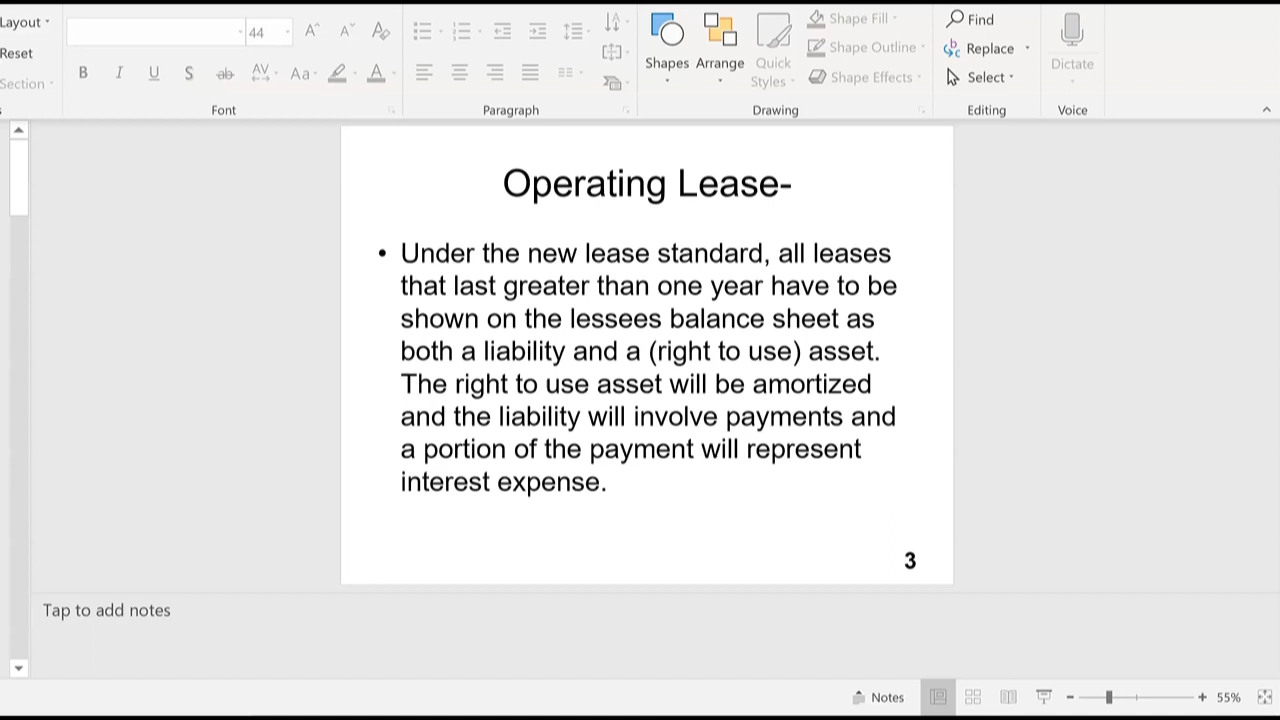 Layout
Reset
Section
44
A A A
B I U S ab AV Aa A
Font
Paragraph
Shapes Arrange Quick Styles
Shape Fill
Shape Outline
Shape Effects
Drawing
Find
Replace
Select
Editing
Dictate
Voice
Operating Lease-
• Under the new lease standard, all leases
that last greater than one year have to be
shown on the lessees balance sheet as
both a liability and a (right to use) asset.
The right to use asset will be amortized
and the liability will involve payments and
a portion of the payment will represent
interest expense.
3
Tap to add notes
Notes
55%